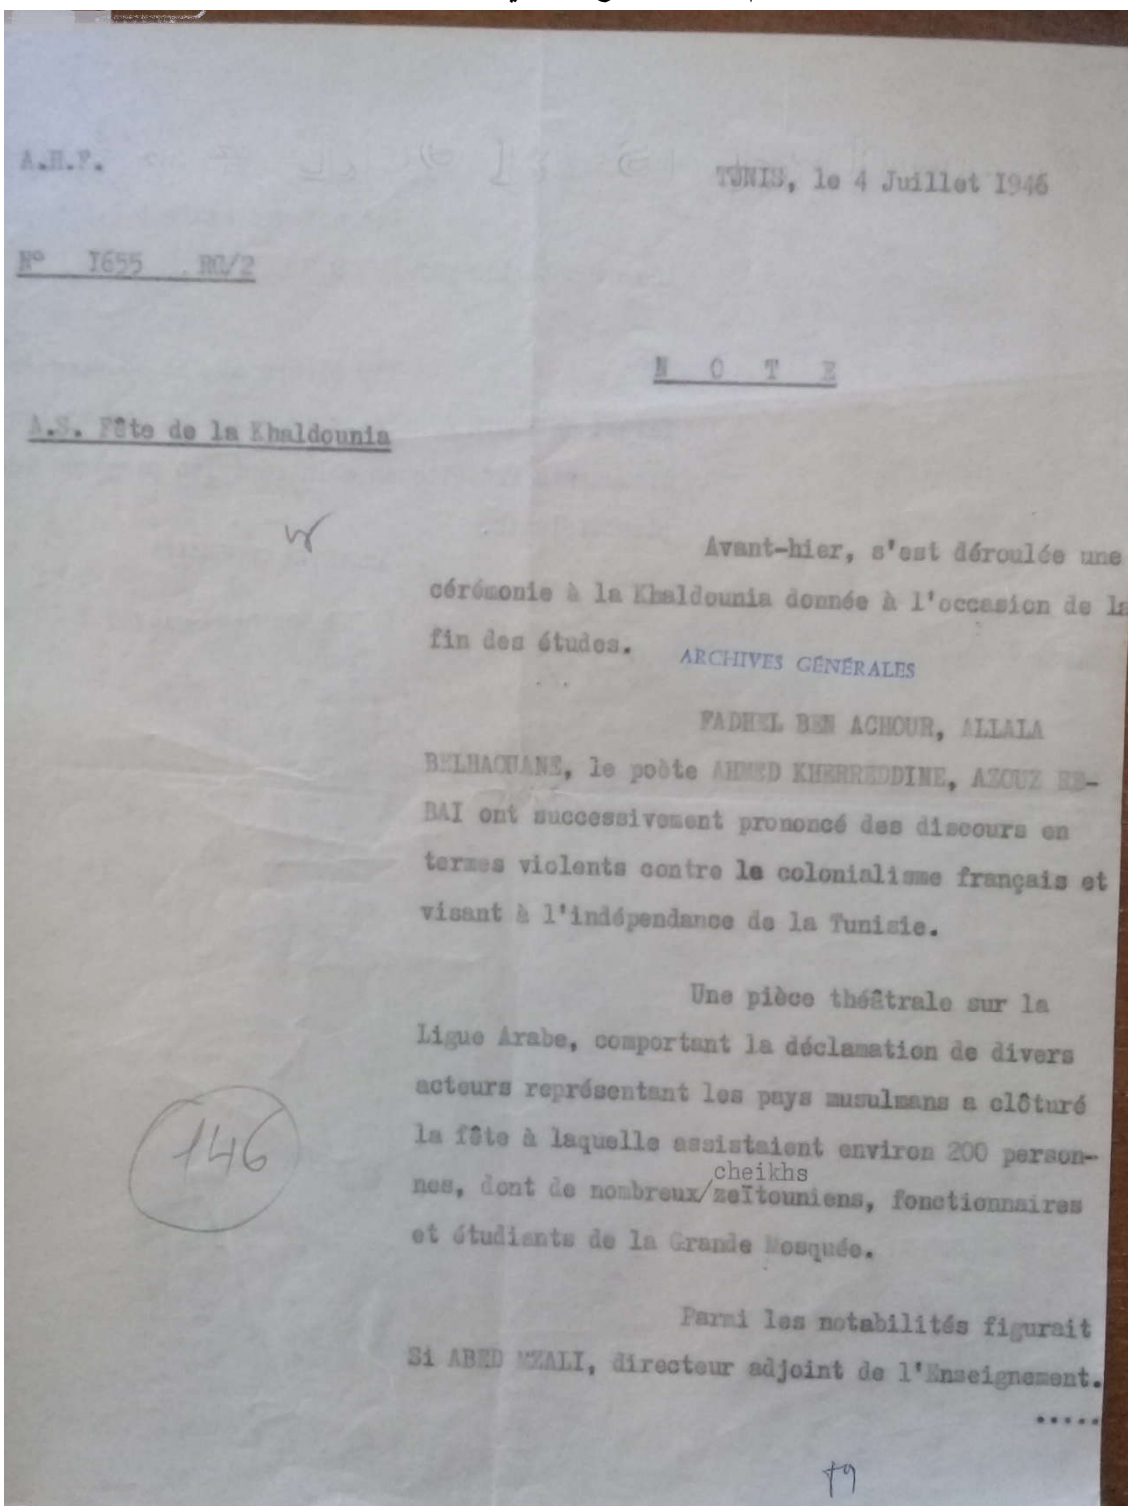 A.H.F.
TUNIS, le 4 Juillet 1946
N° I655 . RG/2
N O T E
A.S. Fête de la Khaldounia
Avant-hier, s'est déroulée une
cérémonie à la Khaldounia donnée à l'occasion de la
fin des études.
ARCHIVES GÉNÉRALES
FADHEL BEN ACHOUR, ALLALA
BELHAOUANE, le poète AHMED KHERREDDINE, AZOUZ RE-
BAI ont successivement prononcé des discours en
termes violents contre le colonialisme français et
visant à l'indépendance de la Tunisie.
Une pièce théâtrale sur la
Ligue Arabe, comportant la déclamation de divers
acteurs représentant les pays musulmans a clôturé
la fête à laquelle assistaient environ 200 person-
cheikhs
nes, dont de nombreux/zeïtouniens, fonctionnaires
et étudiants de la Grande Mosquée.
146
Parmi les notabilités figurait
Si ABED MZALI, directeur adjoint de l'Enseignement.
.....